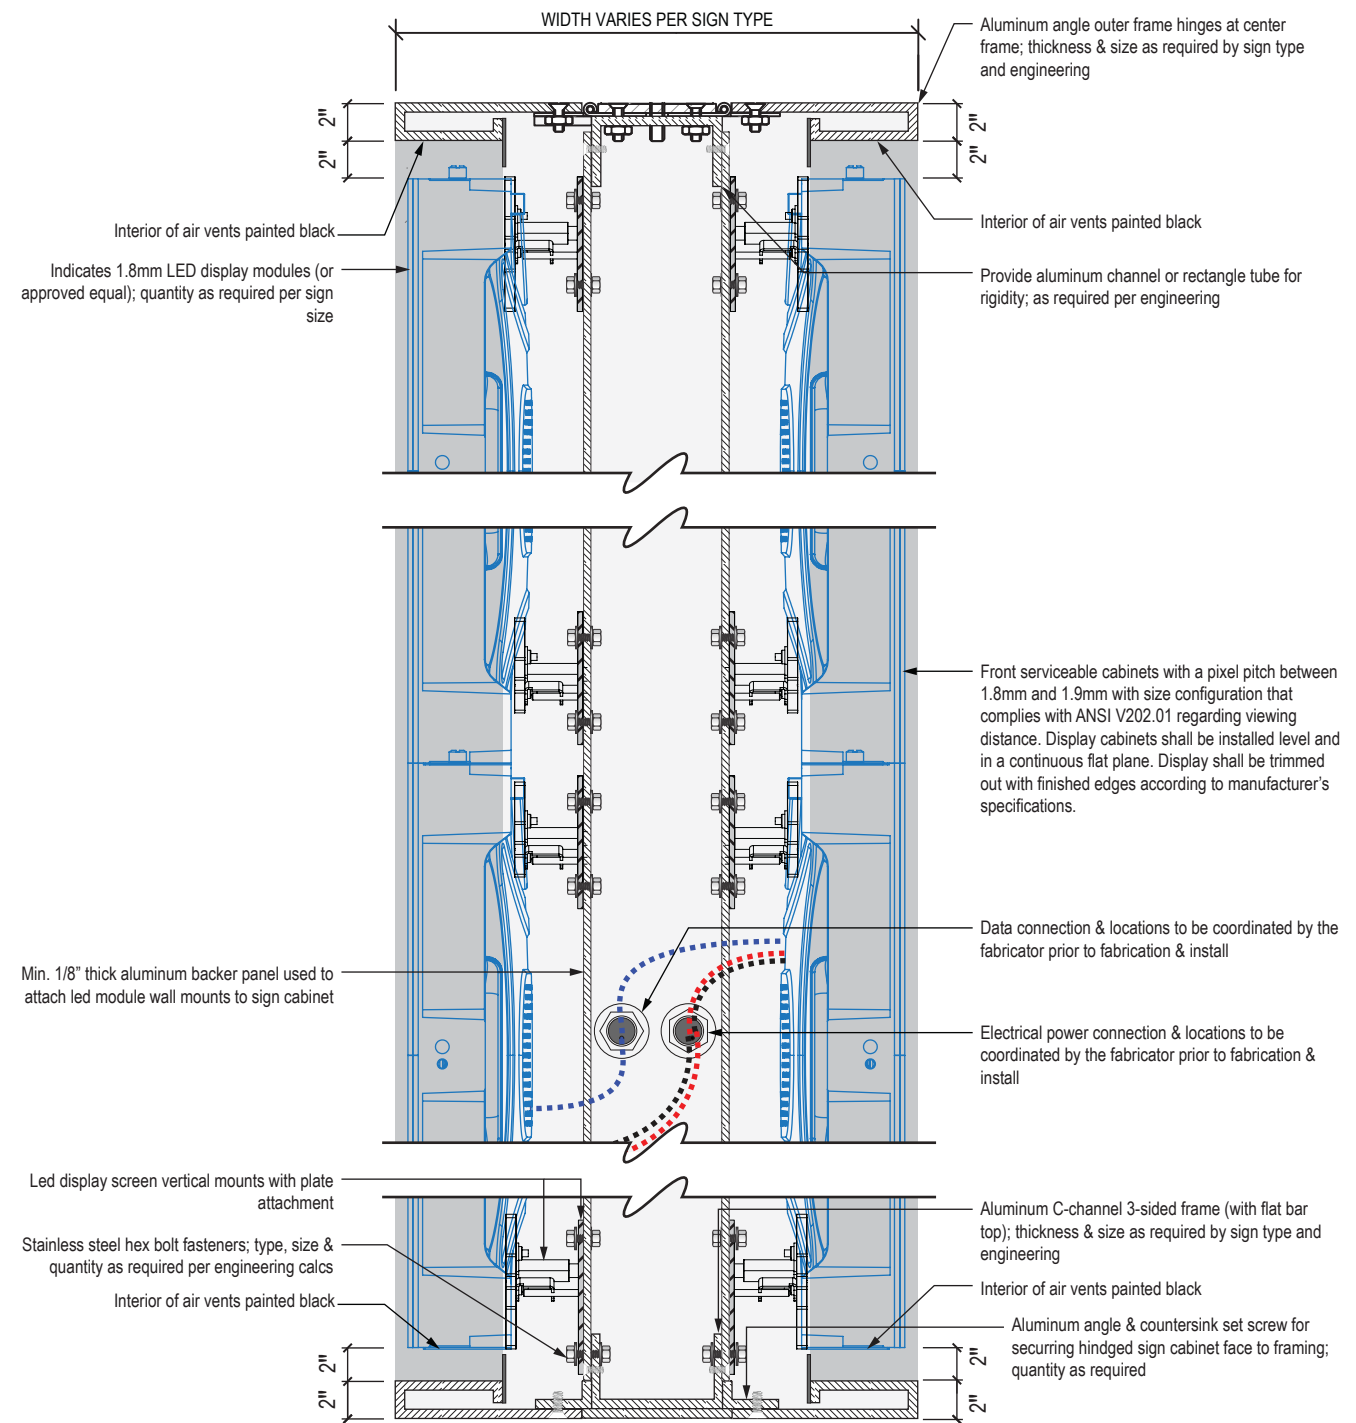 WIDTH VARIES PER SIGN TYPE
Aluminum angle outer frame hinges at center
frame; thickness & size as required by sign type
and engineering
2"
2"
2"
2"
Interior of air vents painted black
Interior of air vents painted black
Indicates 1.8mm LED display modules (or
approved equal); quantity as required per sign
size
Provide aluminum channel or rectangle tube for
rigidity; as required per engineering
Front serviceable cabinets with a pixel pitch between
1.8mm and 1.9mm with size configuration that
complies with ANSI V202.01 regarding viewing
distance. Display cabinets shall be installed level and
in a continuous flat plane. Display shall be trimmed
out with finished edges according to manufacturer's
specifications.
Data connection & locations to be coordinated by the
fabricator prior to fabrication & install
Min. 1/8” thick aluminum backer panel used to
attach led module wall mounts to sign cabinet
Electrical power connection & locations to be
coordinated by the fabricator prior to fabrication &
install
Led display screen vertical mounts with plate
attachment
Aluminum C-channel 3-sided frame (with flat bar
top); thickness & size as required by sign type and
engineering
Stainless steel hex bolt fasteners; type, size &
quantity as required per engineering calcs
Interior of air vents painted black
Interior of air vents painted black
Aluminum angle & countersink set screw for
securring hindged sign cabinet face to framing;
quantity as required
2"
2"
2"
2"